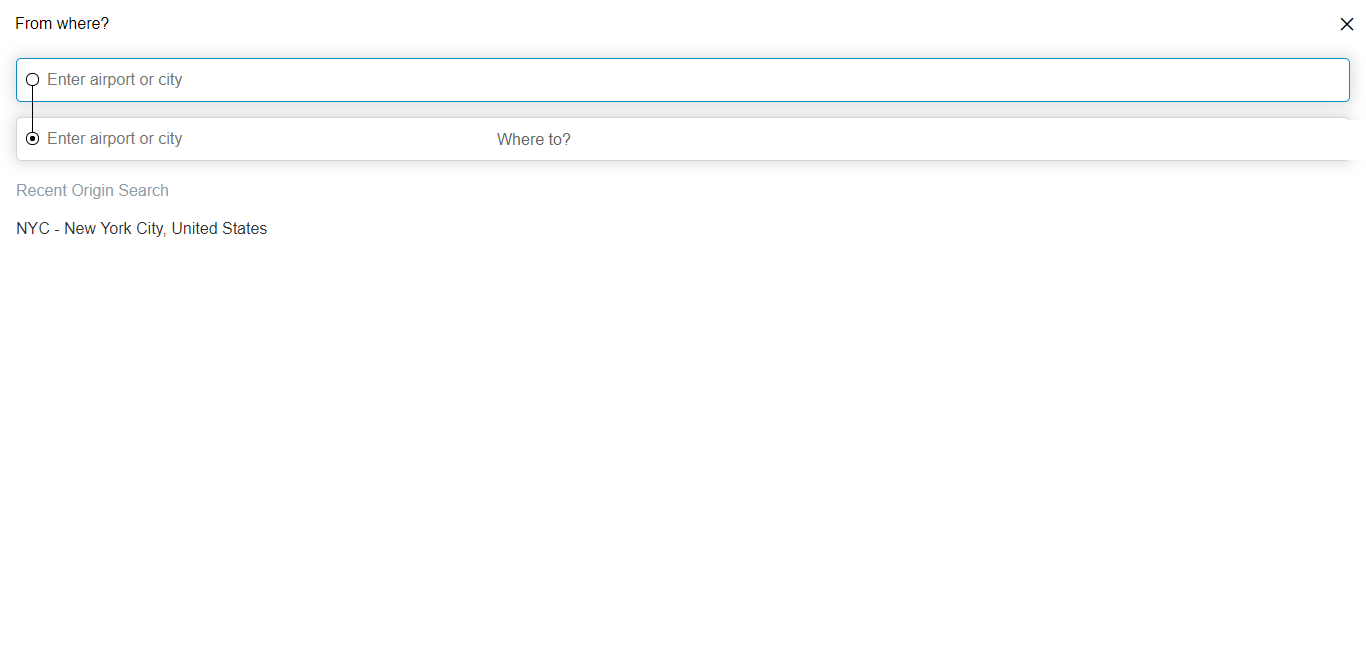 From where?
Enter airport or city
Enter airport or city Where to?
Recent Origin Search
NYC - New York City, United States